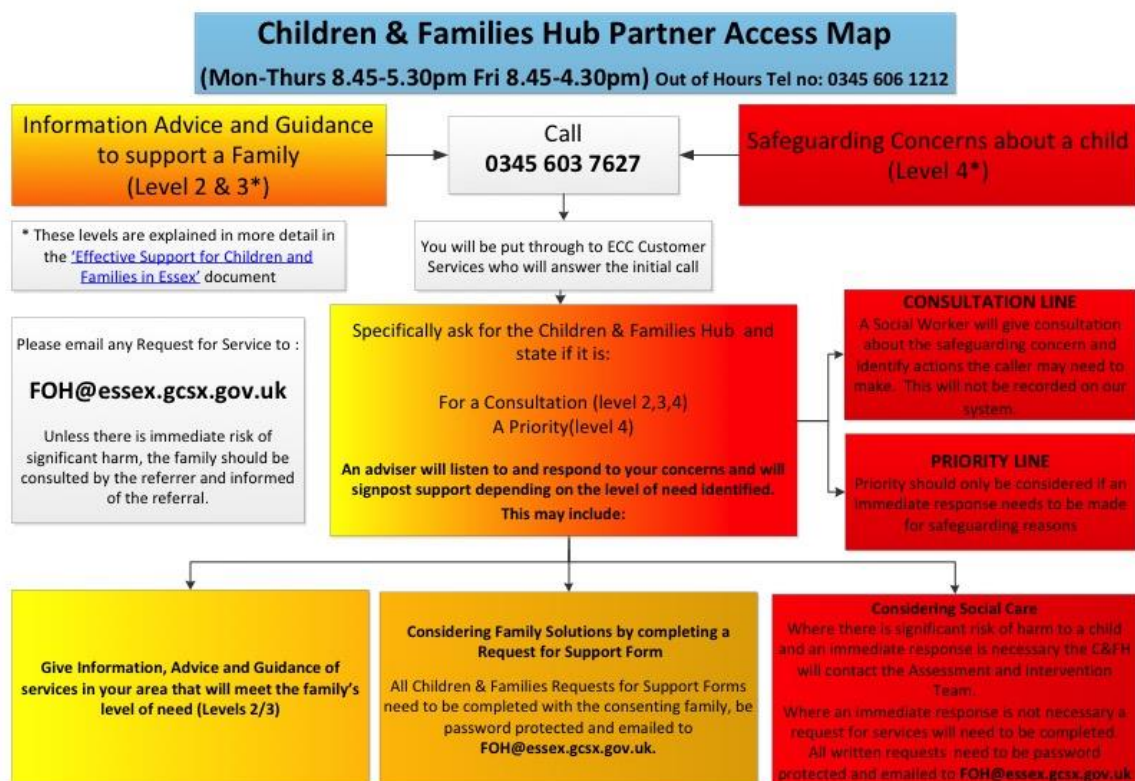 Children & Families Hub Partner Access Map
(Mon-Thurs 8.45-5.30pm Fri 8.45-4.30pm) Out of Hours Tel no: 0345 606 1212
Information Advice and Guidance
to support a Family
(Level 2 & 3*)
Call
0345 603 7627
Safeguarding Concerns about a child
(Level 4*)
* These levels are explained in more detail in
the 'Effective Support for Children and
Families in Essex' document
You will be put through to ECC Customer
Services who will answer the initial call
Please email any Request for Service to :
FOH@essex.gcsx.gov.uk
Unless there is immediate risk of
significant harm, the family should be
consulted by the referrer and informed
of the referral.
Specifically ask for the Children & Families Hub and
state if it is:
For a Consultation (level 2,3,4)
A Priority(level 4)
An adviser will listen to and respond to your concerns and will
signpost support depending on the level of need identified.
This may include:
CONSULTATION LINE
A Social Worker will give consultation
about the safeguarding concern and
identify actions the caller may need to
make. This will not be recorded on our
system.
PRIORITY LINE
Priority should only be considered if an
immediate response needs to be made
for safeguarding reasons
Give Information, Advice and Guidance of
services in your area that will meet the family's
level of need (Levels 2/3)
Considering Family Solutions by completing a
Request for Support Form
All Children & Families Requests for Support Forms
need to be completed with the consenting family, be
password protected and emailed to
FOH@essex.gcsx.gov.uk.
Considering Social Care
Where there is significant risk of harm to a child
and an immediate response is necessary the C&FH
will contact the Assessment and Intervention
Team.
Where an immediate response is not necessary a
request for services will need to be completed.
All written requests need to be password
protected and emailed to FOH@essex.gcsx.gov.uk